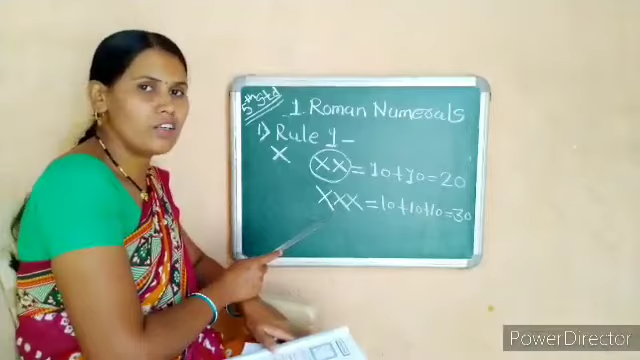 5th Std
1. Roman Numerals
1) Rule 1 -
X
XX = 10+10 = 20
XXX = 10+10+10 = 30
PowerDirector